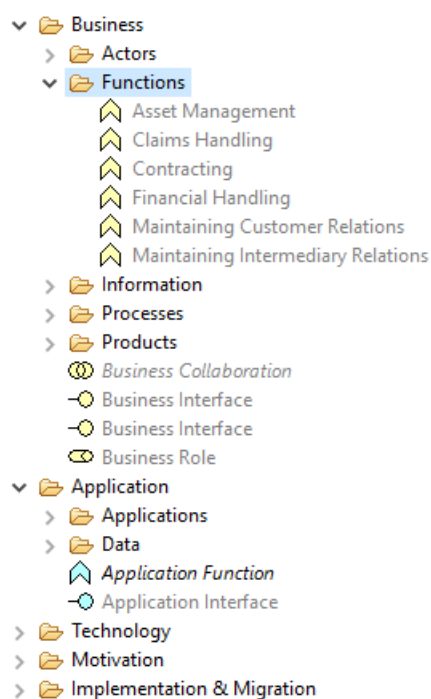 Business
Actors
Functions
Asset Management
Claims Handling
Contracting
Financial Handling
Maintaining Customer Relations
Maintaining Intermediary Relations
Information
Processes
Products
Business Collaboration
Business Interface
Business Interface
Business Role
Application
Applications
Data
Application Function
Application Interface
Technology
Motivation
Implementation & Migration